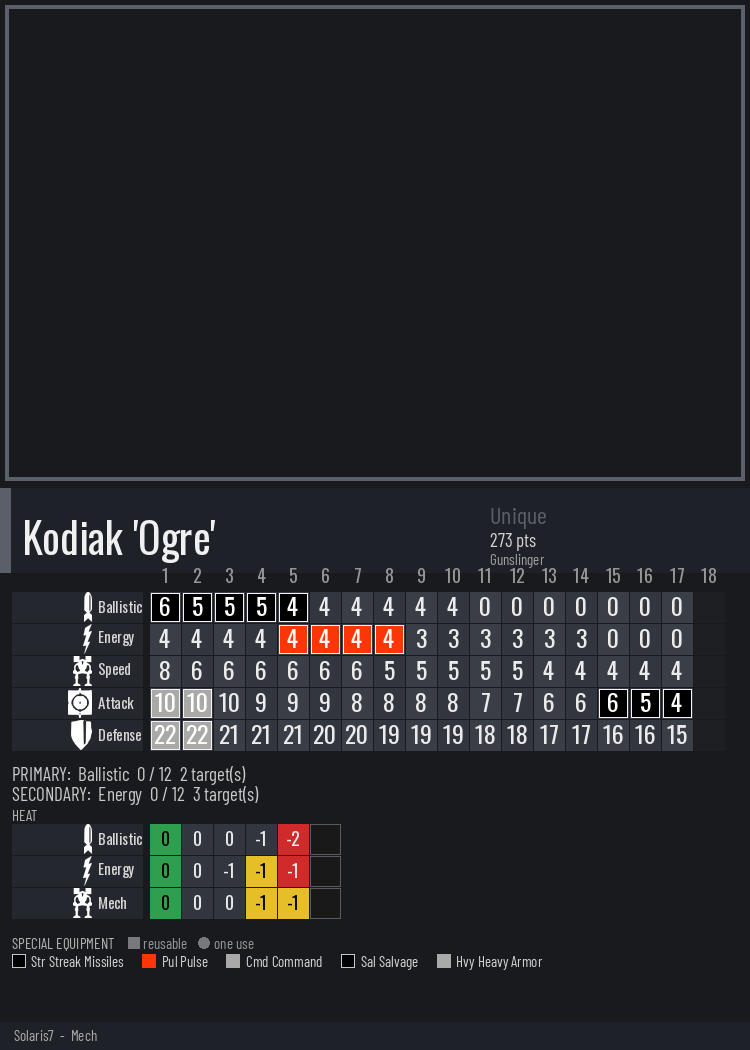 Kodiak 'Ogre'
Unique
273 pts
Gunslinger
1 2 3 4 5 6 7 8 9 10 11 12 13 14 15 16 17 18
Ballistic 6 5 5 5 4 4 4 4 4 4 0 0 0 0 0 0 0
Energy 4 4 4 4 4 4 4 4 3 3 3 3 3 3 0 0 0
Speed 8 6 6 6 6 6 6 5 5 5 5 5 4 4 4 4 4
Attack 10 10 10 9 9 9 8 8 8 8 7 7 6 6 6 5 4
Defense 22 22 21 21 21 20 20 19 19 19 18 18 17 17 16 16 15
PRIMARY: Ballistic 0 / 12 2 target(s)
SECONDARY: Energy 0 / 12 3 target(s)
HEAT
Ballistic 0 0 0 -1 -2
Energy 0 0 -1 -1 -1
Mech 0 0 0 -1 -1
SPECIAL EQUIPMENT reusable one use
Str Streak Missiles Pul Pulse Cmd Command Sal Salvage Hvy Heavy Armor
Solaris7 - Mech